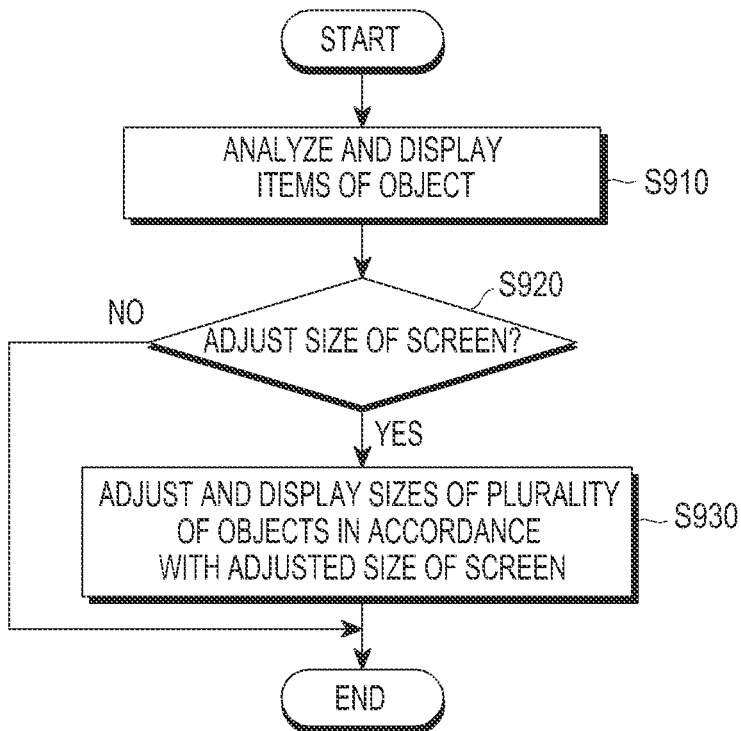 START
ANALYZE AND DISPLAY
ITEMS OF OBJECT
S910
S920
NO
ADJUST SIZE OF SCREEN?
YES
ADJUST AND DISPLAY SIZES OF PLURALITY
OF OBJECTS IN ACCORDANCE
WITH ADJUSTED SIZE OF SCREEN
S930
END